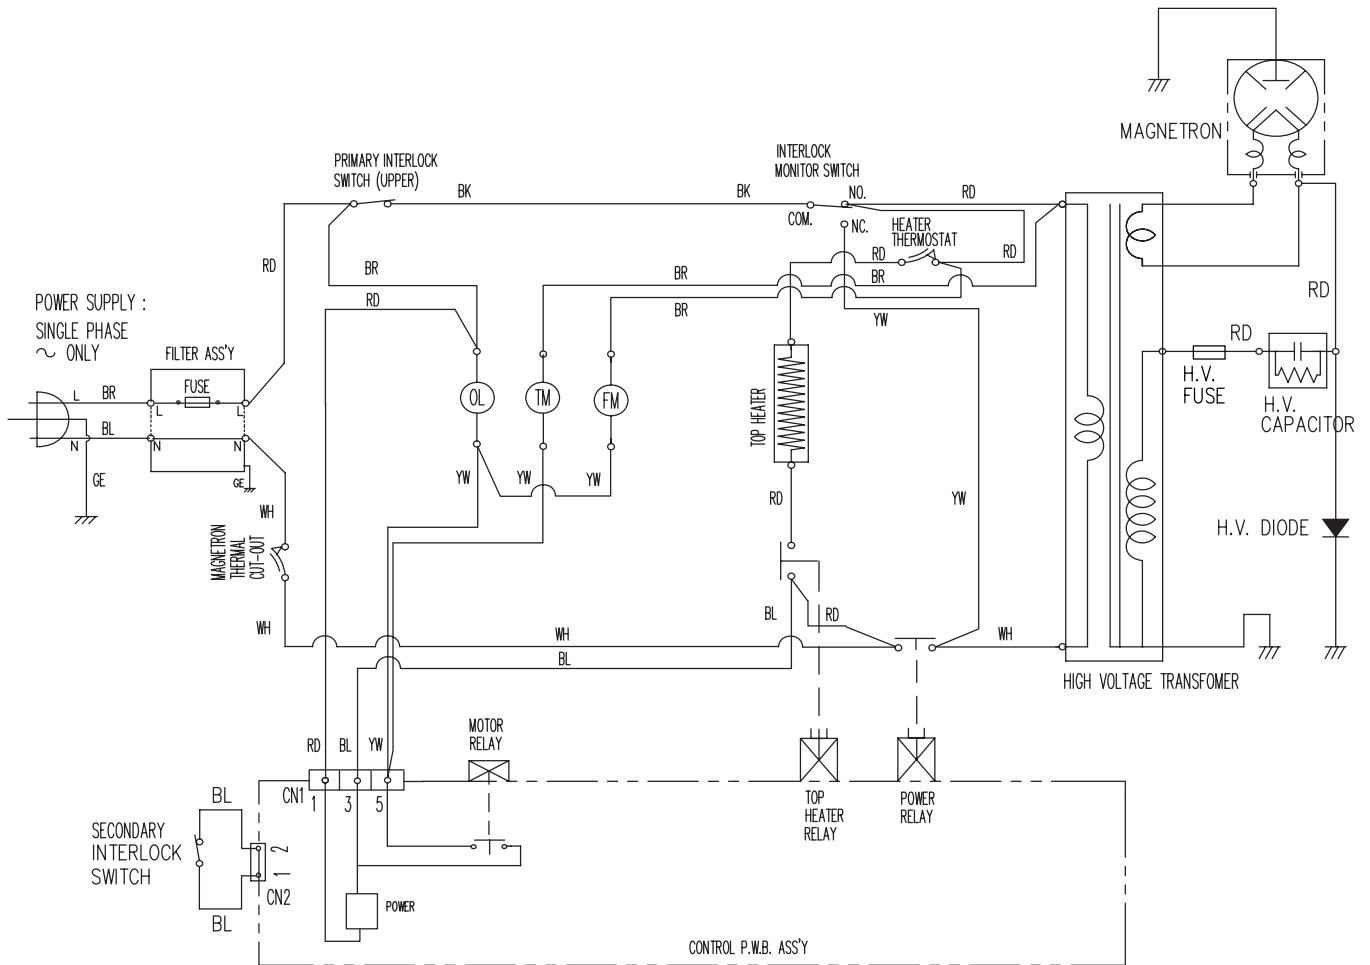 MAGNETRON
PRIMARY INTERLOCK
SWITCH (UPPER)
INTERLOCK
MONITOR SWITCH
BK
BK
NO.
RD
COM.
NC.
HEATER
THERMOSTAT
RD
BR
RD
RD
BR
BR
RD
BR
YW
RD
POWER SUPPLY :
SINGLE PHASE
~ ONLY
FILTER ASS'Y
FUSE
L
BR
L
L
BL
N
N
N
GE
GE
OL
TM
FM
TOP HEATER
RD
H.V.
FUSE
H.V.
CAPACITOR
YW
YW
YW
RD
YW
WH
MAGNETRON
THERMAL
CUT-OUT
H.V. DIODE
WH
WH
BL
BL
RD
WH
HIGH VOLTAGE TRANSFOMER
RD
BL
YW
MOTOR
RELAY
CN1
1
3
5
TOP
HEATER
RELAY
POWER
RELAY
BL
SECONDARY
INTERLOCK
SWITCH
2
1
CN2
BL
POWER
CONTROL P.W.B. ASS'Y